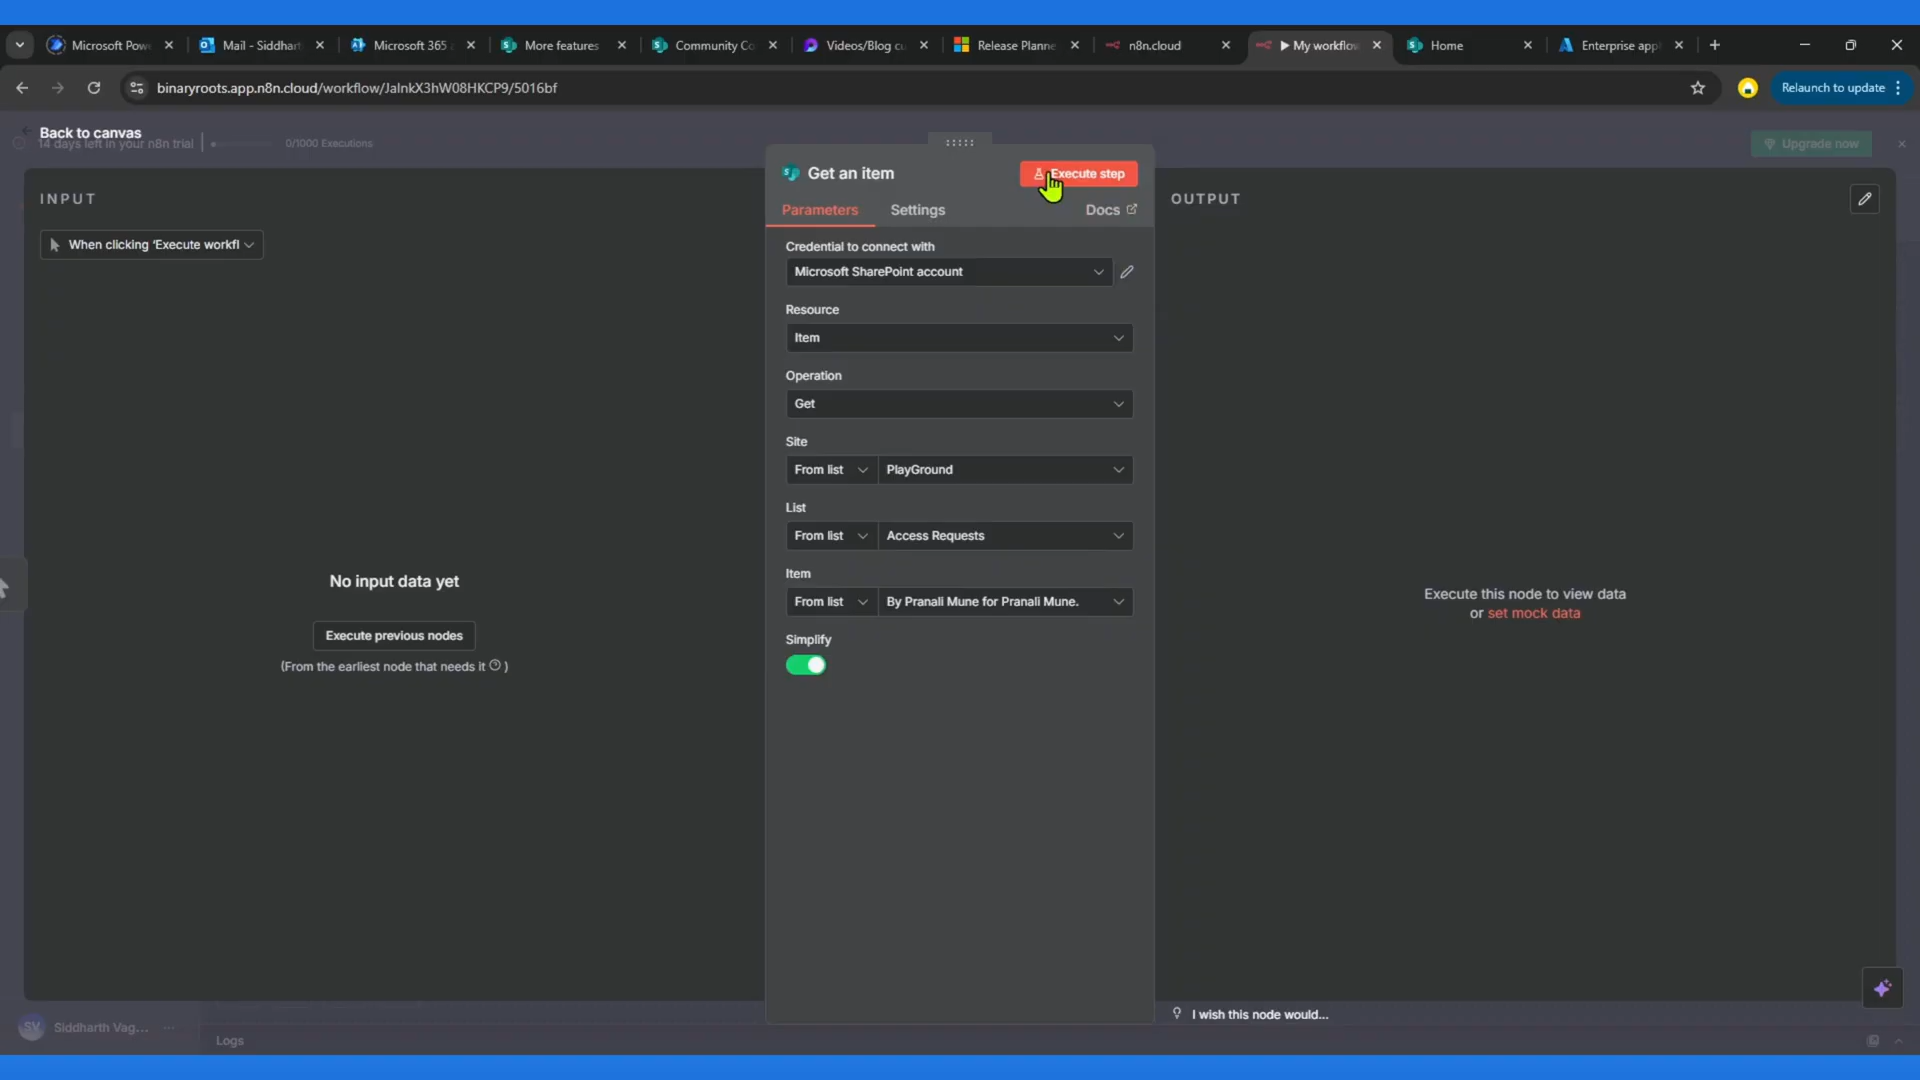 Microsoft Pow
Mail - Siddhart
Microsoft 365
More features
Community Co
Videos/Blog c
Release Planne
n8n.cloud
My workflow
Home
Enterprise app
binaryroots.app.n8n.cloud/workflow/JaInkX3hW08HKCP9/5016bf
Relaunch to update
Back to canvas
14 days left in your n8n trial
0/1000 Executions
Upgrade now
Get an item
Execute step
INPUT
OUTPUT
Parameters
Settings
Docs
When clicking 'Execute workfl
Credential to connect with
Microsoft SharePoint account
Resource
Item
Operation
Get
Site
From list
PlayGround
List
From list
Access Requests
Item
From list
By Pranali Mune for Pranali Mune.
Simplify
No input data yet
Execute previous nodes
(From the earliest node that needs it )
Execute this node to view data
or set mock data
I wish this node would...
SV
Siddharth Vag...
Logs